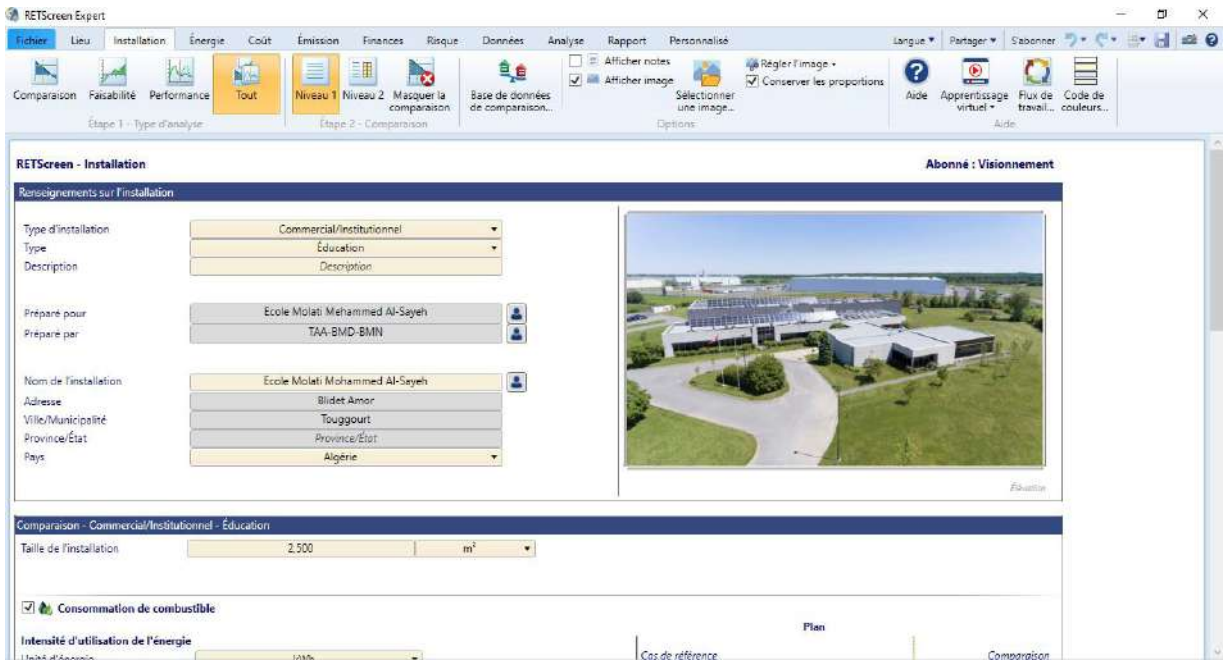 RETScreen Expert
Fichier Lieu Installation Énergie Coût Émission Finances Risque Données Analyse Rapport Personnalisé Langue Partager S'abonner
Comparaison Faisabilité Performance Tout
Étape 1 - Type d'analyse
Niveau 1 Niveau 2 Masquer la comparaison
Étape 2 - Comparaison
Base de données de comparaison...
Afficher notes
Afficher image
Sélectionner une image...
Régler l'image
Conserver les proportions
Options
Aide Apprentissage virtuel Flux de travail... Code de couleurs...
Aide
RETScreen - Installation Abonné : Visionnement
Renseignements sur l'installation
Type d'installation Commercial/Institutionnel
Type Éducation
Description Description
Préparé pour Ecole Molati Mehammed Al-Sayeh
Préparé par TAA-BMD-BMN
Nom de l'installation Ecole Molati Mohammed Al-Sayeh
Adresse Blidet Amor
Ville/Municipalité Touggourt
Province/État Province/État
Pays Algérie
Éducation
Comparaison - Commercial/Institutionnel - Éducation
Taille de l'installation 2,500 m²
Consommation de combustible
Plan
Intensité d'utilisation de l'énergie
Unité d'énergie kWh Cas de référence Comparaison